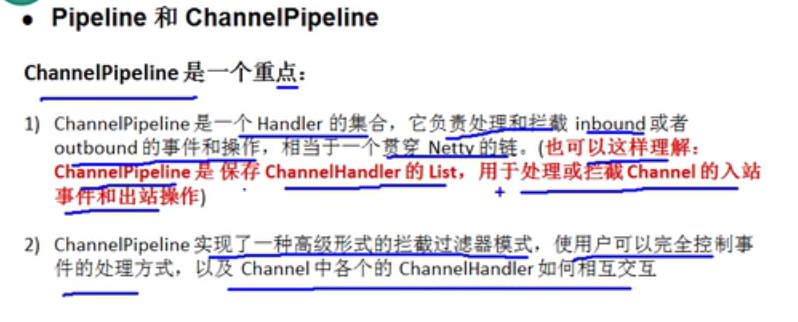 • Pipeline 和 ChannelPipeline
ChannelPipeline 是一个重点：
1) ChannelPipeline 是一个 Handler 的集合，它负责处理和拦截 inbound 或者
outbound 的事件和操作，相当于一个贯穿 Netty 的链。(也可以这样理解：
ChannelPipeline 是 保存 ChannelHandler 的 List，用于处理或拦截 Channel 的入站
事件和出站操作)
2) ChannelPipeline 实现了一种高级形式的拦截过滤器模式，使用户可以完全控制事
件的处理方式，以及 Channel 中各个的 ChannelHandler 如何相互交互